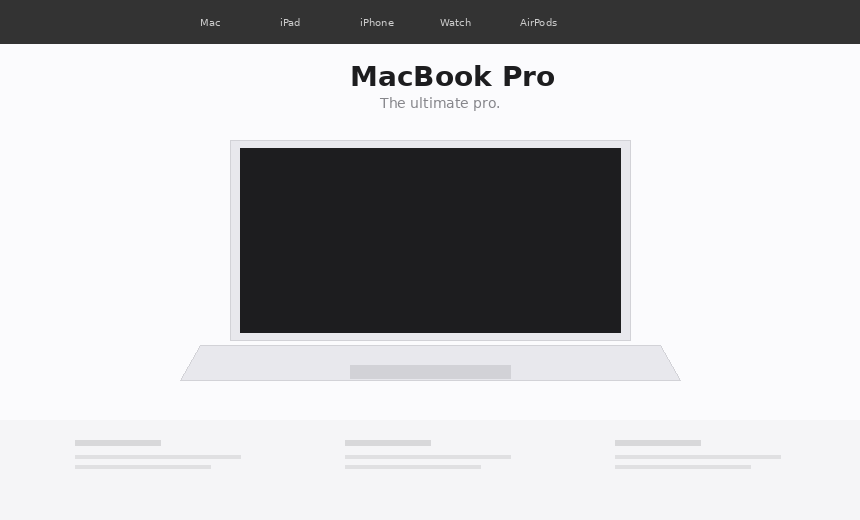 Mac iPad iPhone Watch AirPods
MacBook Pro
The ultimate pro.